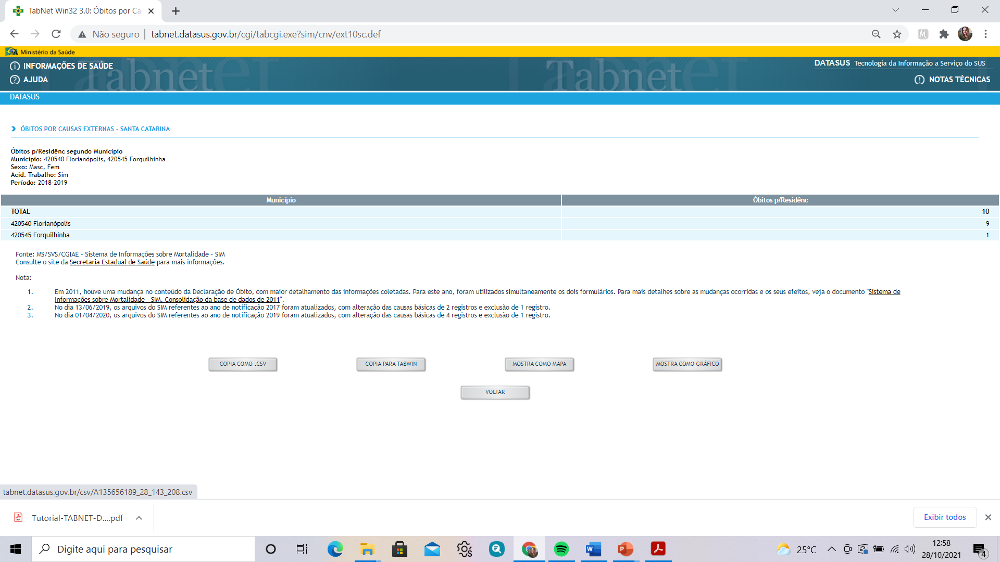 TabNet Win32 3.0: Óbitos por Ca
Não seguro | tabnet.datasus.gov.br/cgi/tabcgi.exe?sim/cnv/ext10sc.def
Ministério da Saúde
INFORMAÇÕES DE SAÚDE
AJUDA
Tabnet
Tabnet
DATASUS Tecnologia da Informação a Serviço do SUS
NOTAS TÉCNICAS
DATASUS
ÓBITOS POR CAUSAS EXTERNAS - SANTA CATARINA
Óbitos p/Residênc segundo Município
Município: 420540 Florianópolis, 420545 Forquilhinha
Sexo: Masc, Fem
Acid. Trabalho: Sim
Período: 2018-2019
Município Óbitos p/Residênc
TOTAL 10
420540 Florianópolis 9
420545 Forquilhinha 1
Fonte: MS/SVS/CGIAE - Sistema de Informações sobre Mortalidade - SIM
Consulte o site da Secretaria Estadual de Saúde para mais informações.
Nota:
1. Em 2011, houve uma mudança no conteúdo da Declaração de Óbito, com maior detalhamento das informações coletadas. Para este ano, foram utilizados simultaneamente os dois formulários. Para mais detalhes sobre as mudanças ocorridas e os seus efeitos, veja o documento "Sistema de
Informações sobre Mortalidade - SIM. Consolidação da base de dados de 2011".
2. No dia 13/06/2019, os arquivos do SIM referentes ao ano de notificação 2017 foram atualizados, com alteração das causas básicas de 2 registros e exclusão de 1 registro.
3. No dia 01/04/2020, os arquivos do SIM referentes ao ano de notificação 2019 foram atualizados, com alteração das causas básicas de 4 registros e exclusão de 1 registro.
COPIA COMO .CSV COPIA PARA TABWIN MOSTRA COMO MAPA MOSTRA COMO GRÁFICO
VOLTAR
tabnet.datasus.gov.br/csv/A135656189_28_143_208.csv
Tutorial-TABNET-D....pdf
Exibir todos
Digite aqui para pesquisar
25°C
12:58
28/10/2021
4